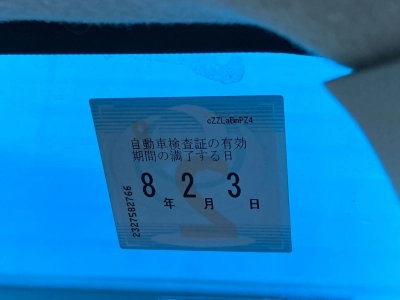 cZZLaBmPZ4
自動車検査証の有効
期間の満了する日
8年2月3日
2327582766